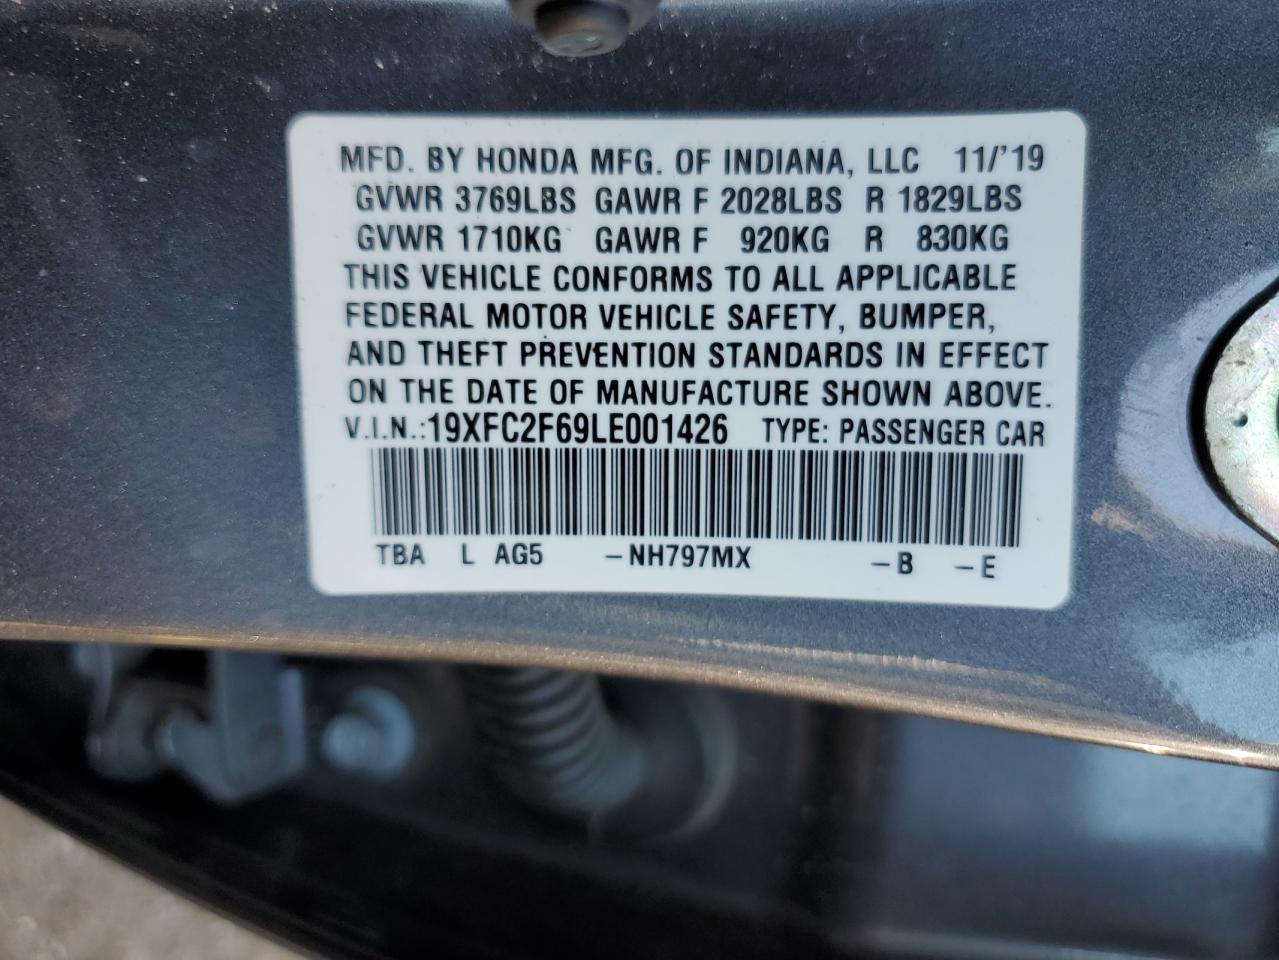 MFD. BY HONDA MFG. OF INDIANA, LLC 11/'19
GVWR 3769LBS GAWR F 2028LBS R 1829LBS
GVWR 1710KG GAWR F 920KG R 830KG
THIS VEHICLE CONFORMS TO ALL APPLICABLE
FEDERAL MOTOR VEHICLE SAFETY, BUMPER,
AND THEFT PREVENTION STANDARDS IN EFFECT
ON THE DATE OF MANUFACTURE SHOWN ABOVE.
V.I.N.:19XFC2F69LE001426 TYPE: PASSENGER CAR
TBA L AG5 –NH797MX –B –E